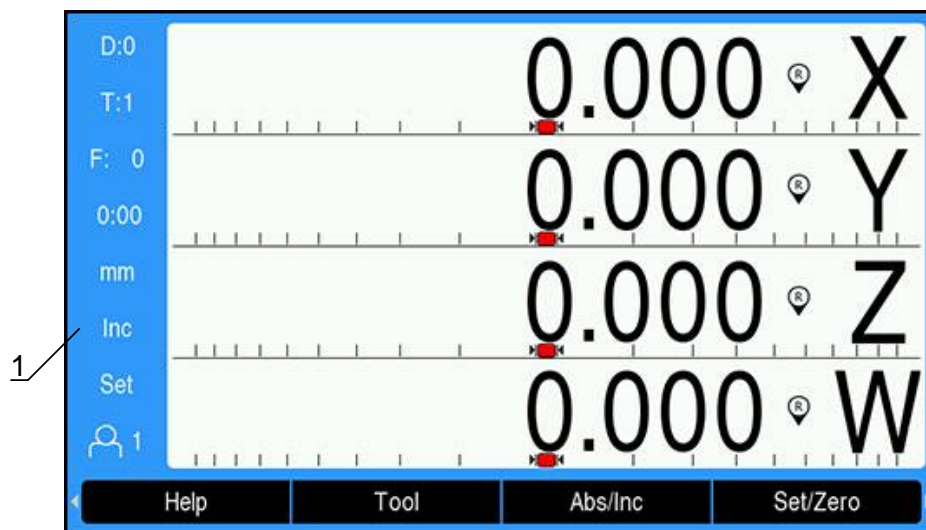 D:0
T:1
F: 0
0:00
mm
Inc
Set
1
0.000 R X
0.000 R Y
0.000 R Z
0.000 R W
Help Tool Abs/Inc Set/Zero
1